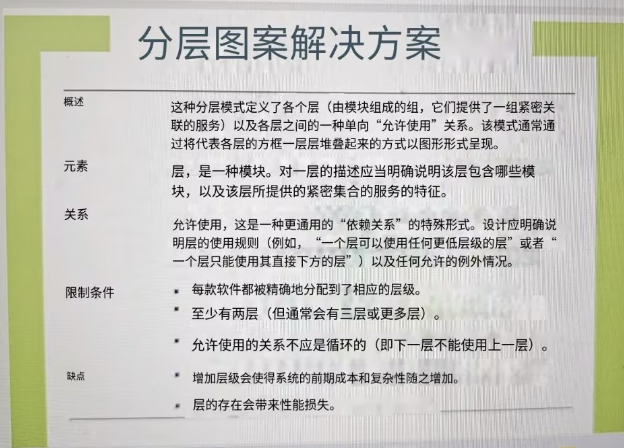 分层图案解决方案
概述
这种分层模式定义了各个层（由模块组成的组，它们提供了一组紧密关
联的服务）以及各层之间的一种单向“允许使用”关系。该模式通常通
过将代表各层的方框一层层堆叠起来的方式以图形形式呈现。
元素
层，是一种模块。对一层的描述应当明确说明该层包含哪些模
块，以及该层所提供的紧密集合的服务的特征。
关系
允许使用，这是一种更通用的“依赖关系”的特殊形式。设计应明确说
明层的使用规则（例如，“一个层可以使用任何更低层级的层”或者“
一个层只能使用其直接下方的层”）以及任何允许的例外情况。
限制条件
▪ 每款软件都被精确地分配到了相应的层级。
▪ 至少有两层（但通常会有三层或更多层）。
▪ 允许使用的关系不应是循环的（即下一层不能使用上一层）。
缺点
▪ 增加层级会使得系统的前期成本和复杂性随之增加。
▪ 层的存在会带来性能损失。